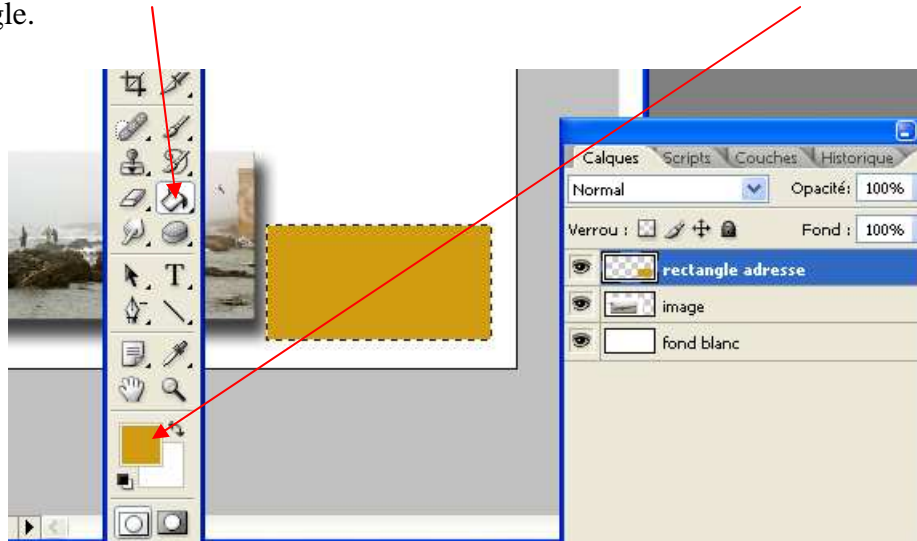 gle.
Calques Scripts Couches Historique
Normal Opacité: 100%
Verrou : Fond : 100%
rectangle adresse
image
fond blanc
T